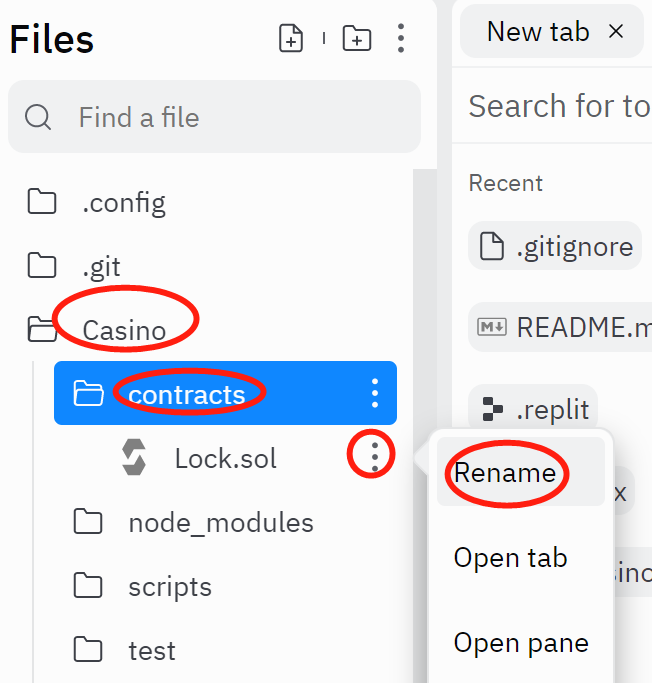 Files
Find a file
.config
.git
Casino
contracts
Lock.sol
node_modules
scripts
test
New tab
Search for to
Recent
.gitignore
README.m
.replit
x
sino
Rename
Open tab
Open pane